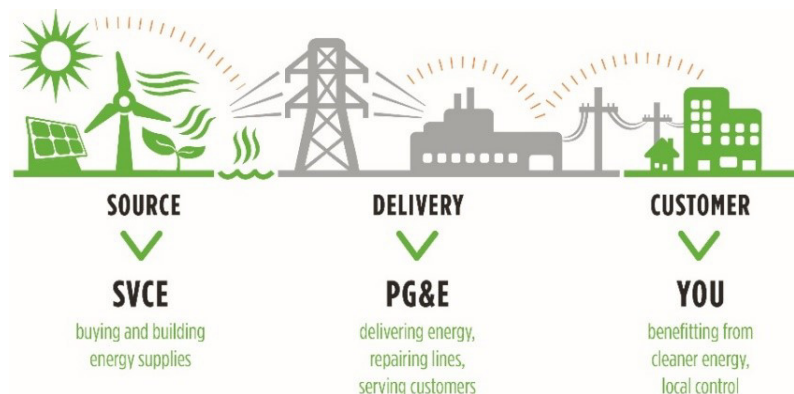 SOURCE
DELIVERY
CUSTOMER
SVCE
PG&E
YOU
buying and building
energy supplies
delivering energy,
repairing lines,
serving customers
benefitting from
cleaner energy,
local control